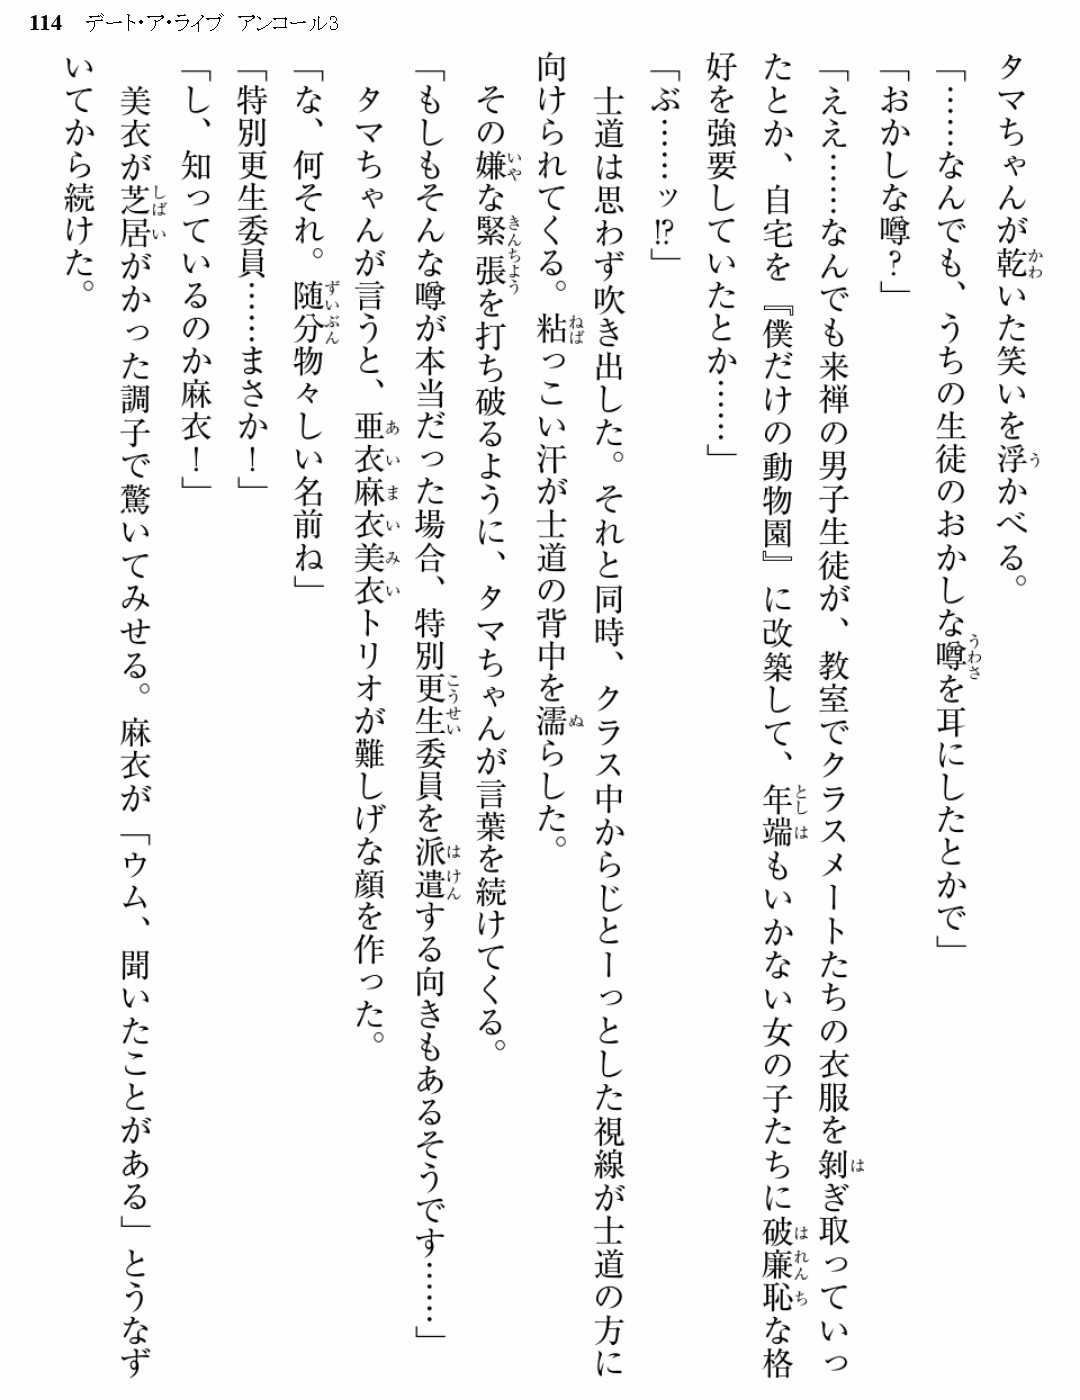 114 デート・ア・ライブ アンコール3
タマちゃんが乾いた笑いを浮かべる。
「……なんでも、うちの生徒のおかしな噂を耳にしたとかで」
「おかしな噂？」
「ええ……なんでも来禅の男子生徒が、教室でクラスメートたちの衣服を剝ぎ取っていっ
たとか、自宅を『僕だけの動物園』に改築して、年端もいかない女の子たちに破廉恥な格
好を強要していたとか……」
「ぶ……ッ!?」
士道は思わず吹き出した。それと同時、クラス中からじとーっとした視線が士道の方に
向けられてくる。粘っこい汗が士道の背中を濡らした。
その嫌な緊張を打ち破るように、タマちゃんが言葉を続けてくる。
「もしもそんな噂が本当だった場合、特別更生委員を派遣する向きもあるそうです……」
タマちゃんが言うと、亜衣麻衣美衣トリオが難しげな顔を作った。
「な、何それ。随分物々しい名前ね」
「特別更生委員……まさか！」
「し、知っているのか麻衣！」
美衣が芝居がかった調子で驚いてみせる。麻衣が「ウム、聞いたことがある」とうなず
いてから続けた。